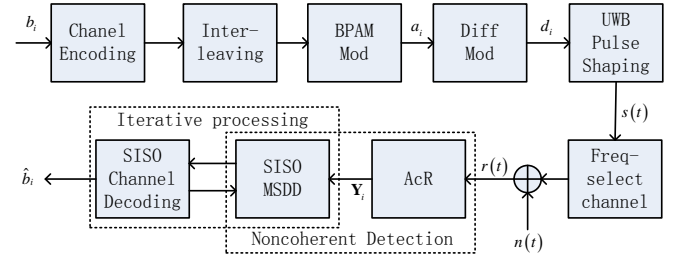 b_i
Chanel
Encoding
Inter-
leaving
BPAM
Mod
a_i
Diff
Mod
d_i
UWB
Pulse
Shaping
s(t)
Iterative processing
SISO
Channel
Decoding
SISO
MSDD
AcR
Freq-
select
channel
b̂_i
Y_i
r(t)
n(t)
Noncoherent Detection